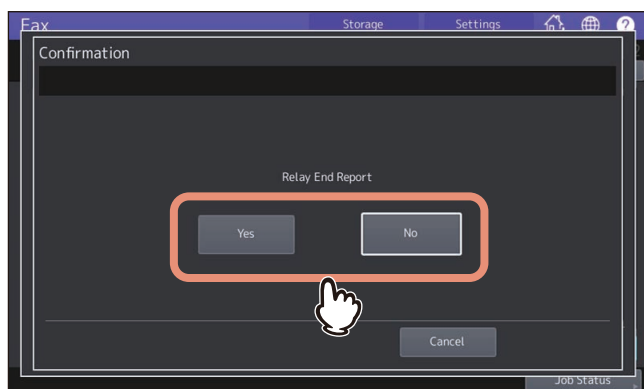 Fax Storage Settings ?
Confirmation
Relay End Report
Yes No
Cancel
Job Status